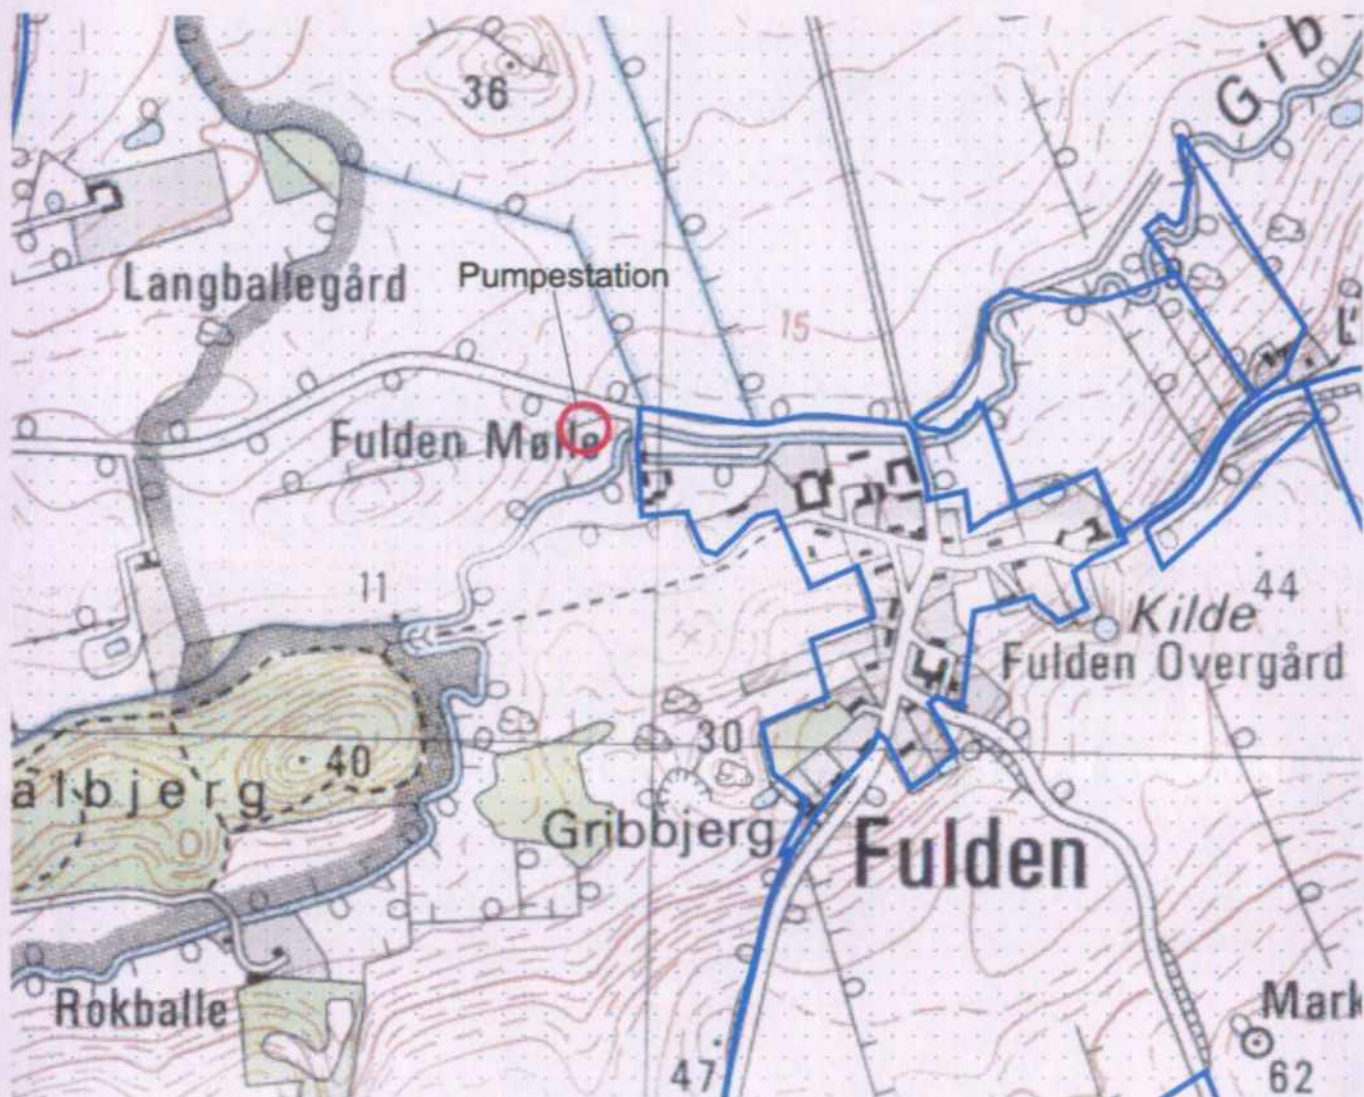 36
Gib
Langballegård
Pumpestation
15
Fulden Mølle
11
44
Kilde
Fulden Overgård
30
40
albjerg
Gribbjerg
Fulden
Rokballe
Mark
47
62